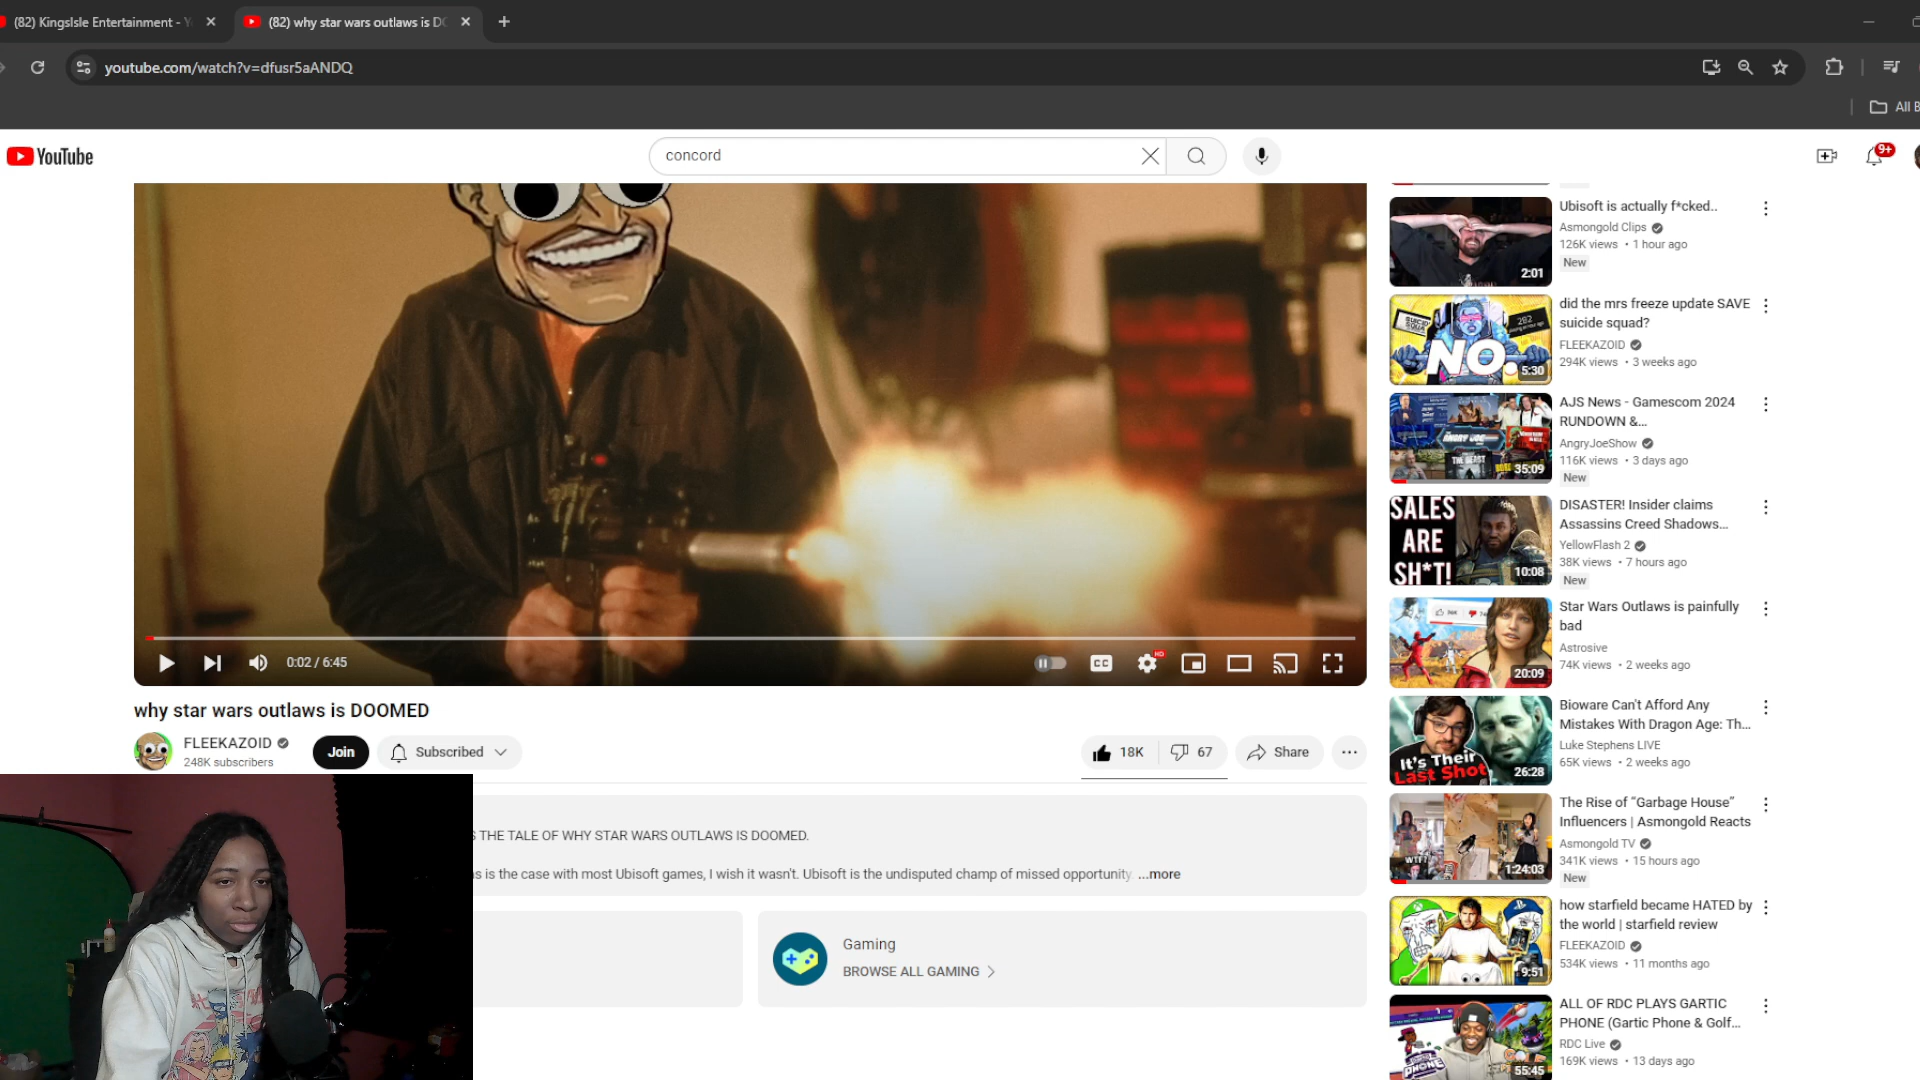 (82) KingsIsle Entertainment - Y
(82) why star wars outlaws is DO
youtube.com/watch?v=dfusr5aANDQ
All B
YouTube
concord
9+
0:02 / 6:45
CC
HD
why star wars outlaws is DOOMED
FLEEKAZOID
248K subscribers
Join
Subscribed
18K
67
Share
THE TALE OF WHY STAR WARS OUTLAWS IS DOOMED.
is the case with most Ubisoft games, I wish it wasn't. Ubisoft is the undisputed champ of missed opportunity ...more
Gaming
BROWSE ALL GAMING
Ubisoft is actually f*cked..
Asmongold Clips
126K views • 1 hour ago
New
2:01
did the mrs freeze update SAVE
suicide squad?
FLEEKAZOID
294K views • 3 weeks ago
NO.
5:30
AJS News - Gamescom 2024
RUNDOWN &...
AngryJoeShow
116K views • 3 days ago
New
35:09
DISASTER! Insider claims
Assassins Creed Shadows...
YellowFlash 2
38K views • 7 hours ago
New
SALES
ARE
SH*T!
10:08
Star Wars Outlaws is painfully
bad
Astrosive
74K views • 2 weeks ago
20:09
Bioware Can't Afford Any
Mistakes With Dragon Age: Th...
Luke Stephens LIVE
65K views • 2 weeks ago
It's Their
Last Shot
26:28
The Rise of "Garbage House"
Influencers | Asmongold Reacts
Asmongold TV
341K views • 15 hours ago
New
WTF?
1:24:03
how starfield became HATED by
the world | starfield review
FLEEKAZOID
534K views • 11 months ago
9:51
ALL OF RDC PLAYS GARTIC
PHONE (Gartic Phone & Golf...
RDC Live
169K views • 13 days ago
PHONE
55:45